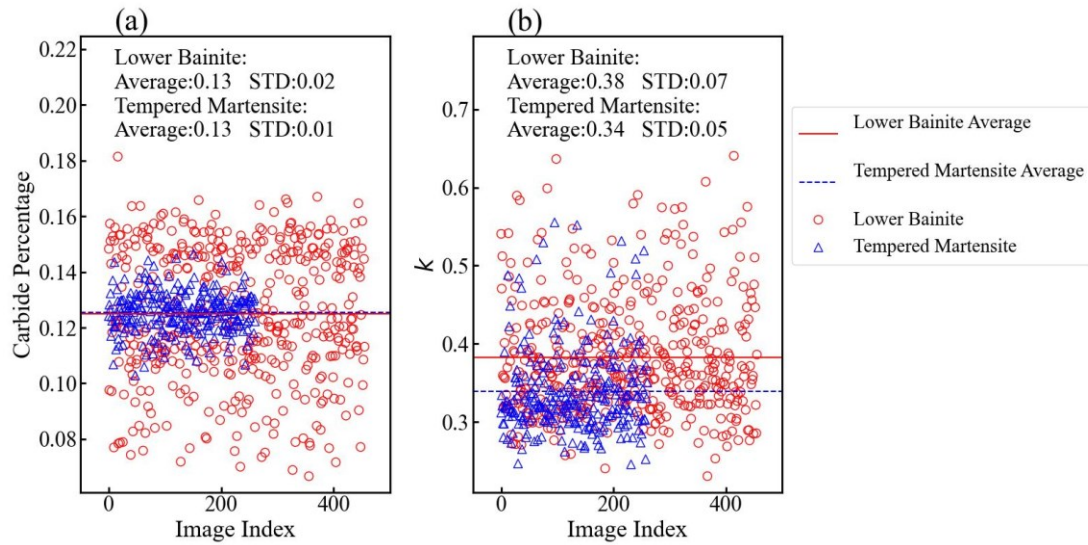 (a)
Lower Bainite:
Average:0.13 STD:0.02
Tempered Martensite:
Average:0.13 STD:0.01
0.22
0.20
0.18
0.16
0.14
0.12
0.10
0.08
Carbide Percentage
0
200
400
Image Index
(b)
Lower Bainite:
Average:0.38 STD:0.07
Tempered Martensite:
Average:0.34 STD:0.05
0.7
0.6
0.5
0.4
0.3
k
0
200
400
Image Index
Lower Bainite Average
Tempered Martensite Average
Lower Bainite
Tempered Martensite